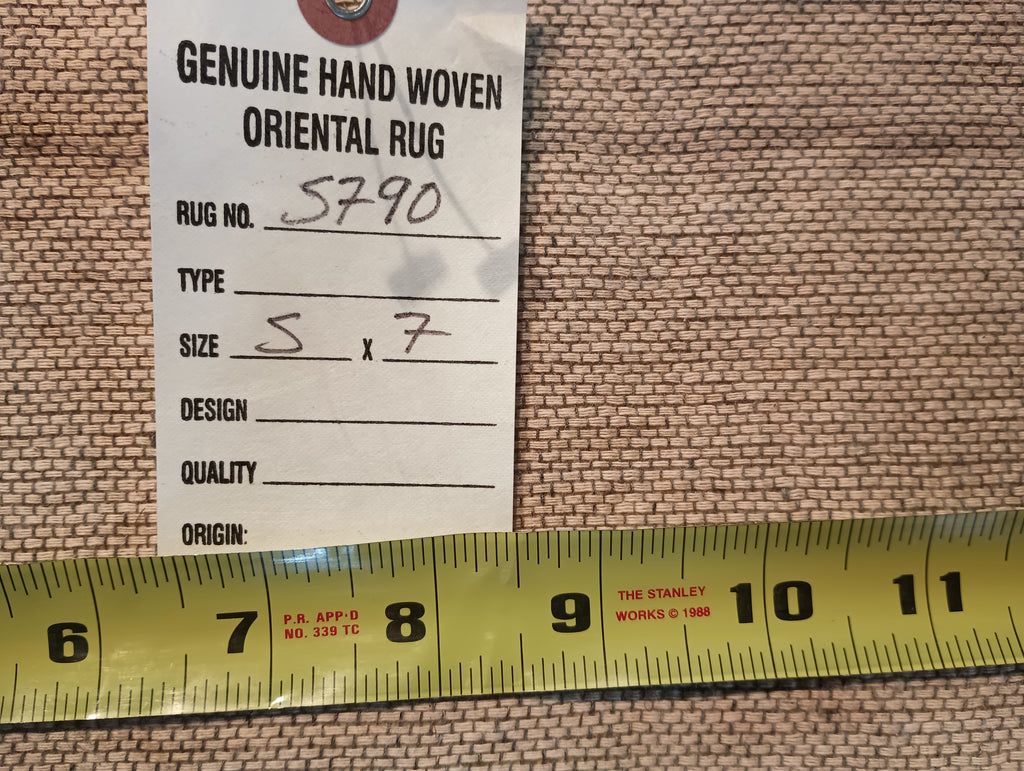 GENUINE HAND WOVEN
ORIENTAL RUG
RUG NO. 5790
TYPE
SIZE 5 x 7
DESIGN
QUALITY
ORIGIN:
6 7 P.R. APP'D 8 9 THE STANLEY 10 11
NO. 339 TC WORKS © 1988